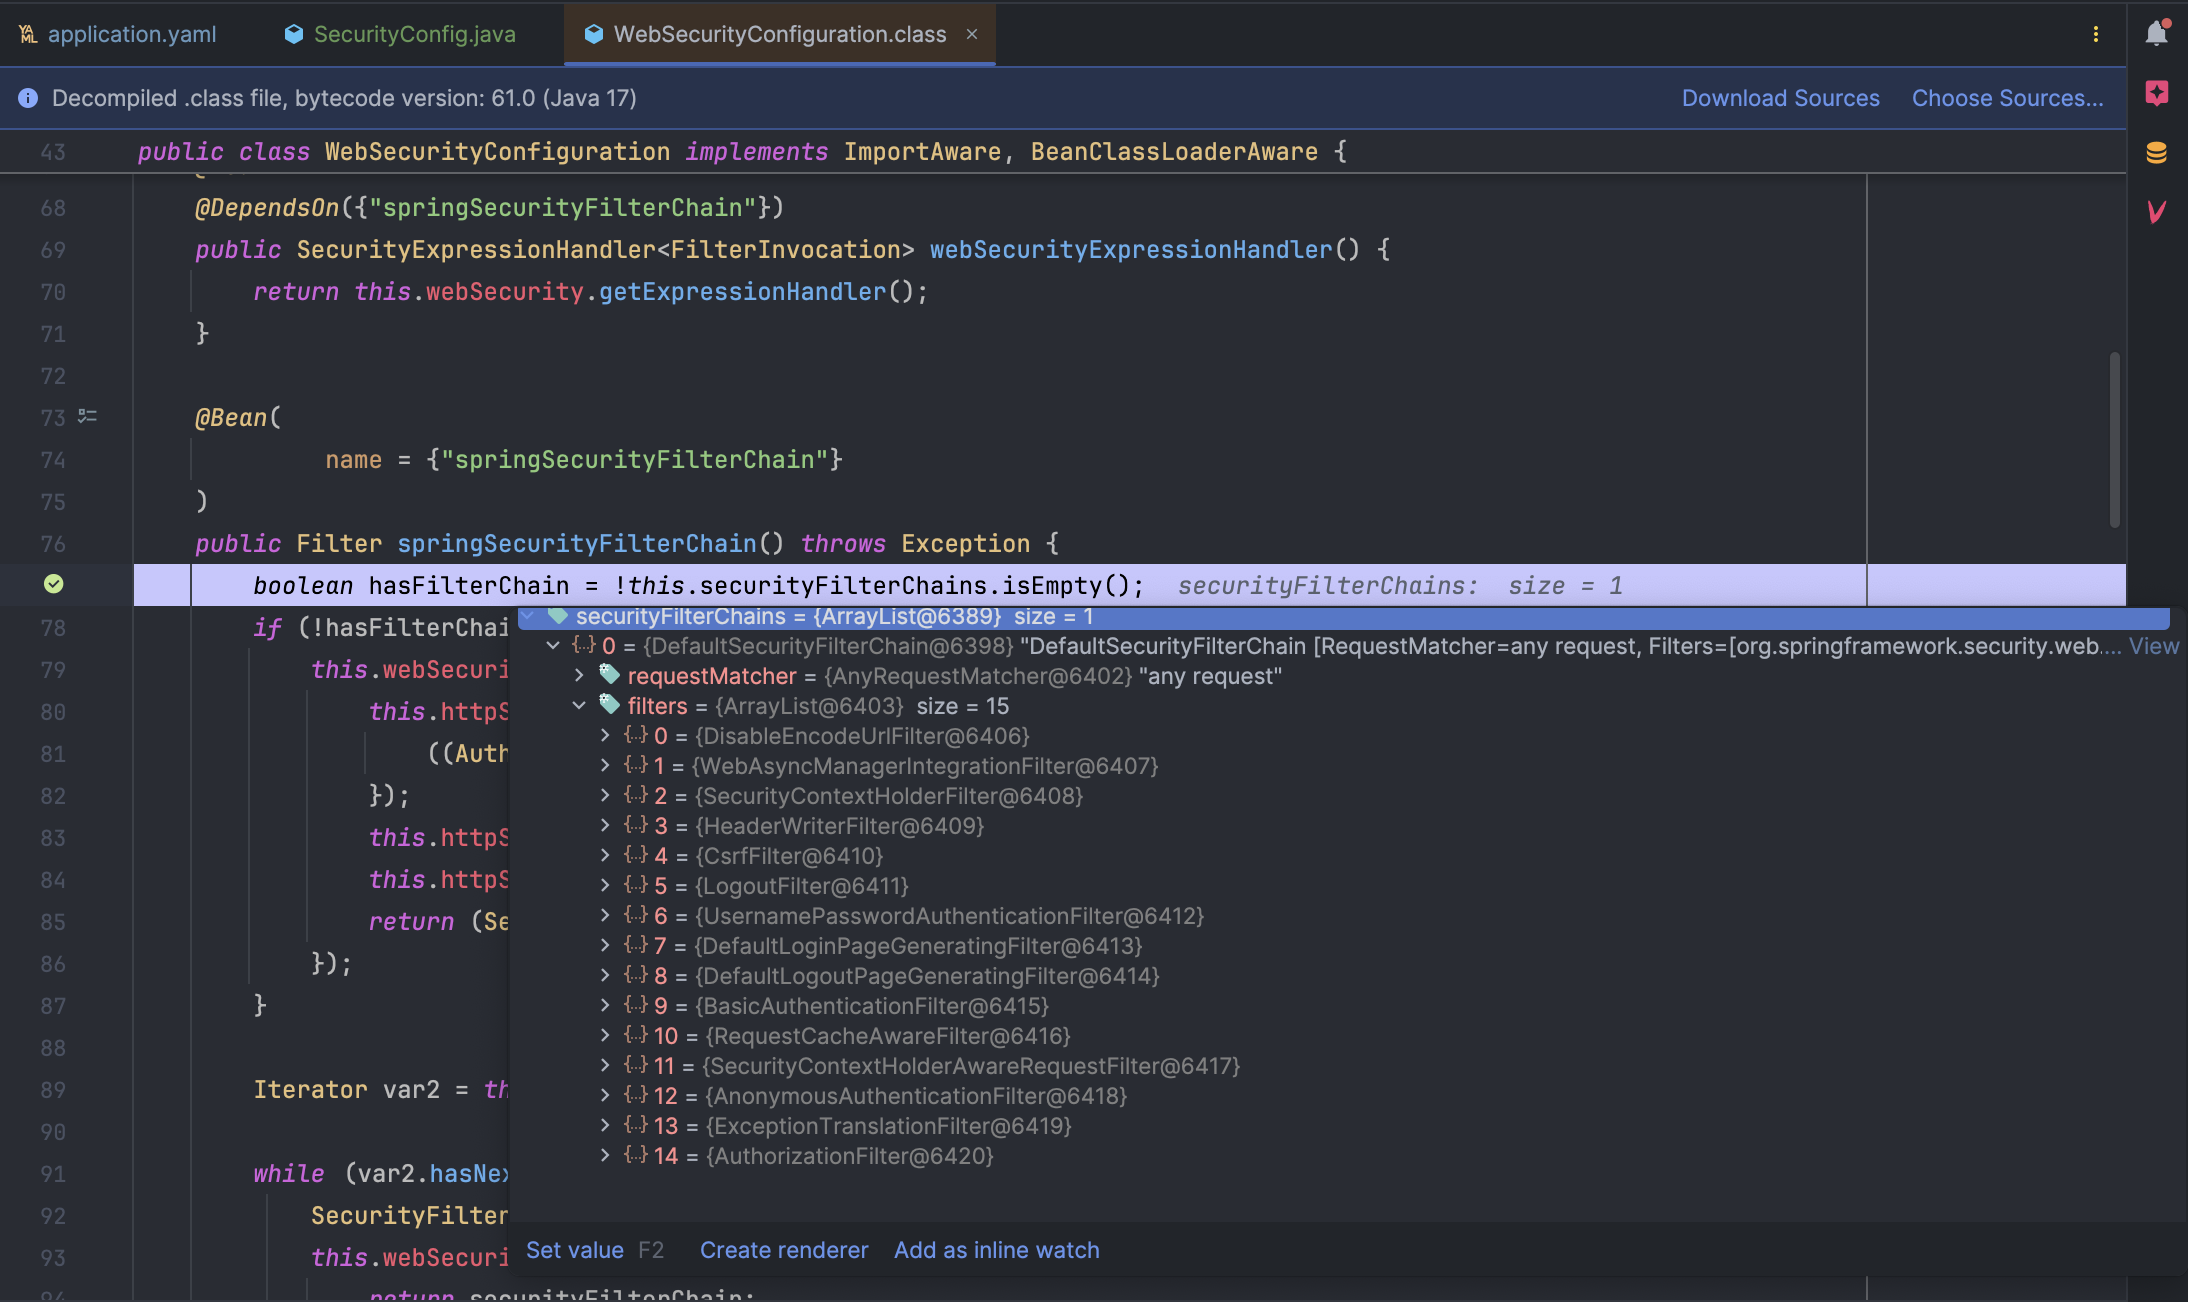 application.yaml
SecurityConfig.java
WebSecurityConfiguration.class
Decompiled .class file, bytecode version: 61.0 (Java 17)
Download Sources
Choose Sources...
43 public class WebSecurityConfiguration implements ImportAware, BeanClassLoaderAware {
68 @DependsOn({"springSecurityFilterChain"})
69 public SecurityExpressionHandler<FilterInvocation> webSecurityExpressionHandler() {
70 return this.webSecurity.getExpressionHandler();
71 }
72
73 @Bean(
74 name = {"springSecurityFilterChain"}
75 )
76 public Filter springSecurityFilterChain() throws Exception {
boolean hasFilterChain = !this.securityFilterChains.isEmpty(); securityFilterChains: size = 1
78 if (!hasFilterChai
79 this.webSecuri
80 this.httpS
81 ((Auth
82 });
83 this.httpS
84 this.httpS
85 return (Se
86 });
87 }
88
89 Iterator var2 = th
90
91 while (var2.hasNex
92 SecurityFilter
93 this.webSecuri
94 return securityFilterChain;
securityFilterChains = {ArrayList@6389} size = 1
0 = {DefaultSecurityFilterChain@6398} "DefaultSecurityFilterChain [RequestMatcher=any request, Filters=[org.springframework.security.web.... View
requestMatcher = {AnyRequestMatcher@6402} "any request"
filters = {ArrayList@6403} size = 15
{...} 0 = {DisableEncodeUrlFilter@6406}
{...} 1 = {WebAsyncManagerIntegrationFilter@6407}
{...} 2 = {SecurityContextHolderFilter@6408}
{...} 3 = {HeaderWriterFilter@6409}
{...} 4 = {CsrfFilter@6410}
{...} 5 = {LogoutFilter@6411}
{...} 6 = {UsernamePasswordAuthenticationFilter@6412}
{...} 7 = {DefaultLoginPageGeneratingFilter@6413}
{...} 8 = {DefaultLogoutPageGeneratingFilter@6414}
{...} 9 = {BasicAuthenticationFilter@6415}
{...} 10 = {RequestCacheAwareFilter@6416}
{...} 11 = {SecurityContextHolderAwareRequestFilter@6417}
{...} 12 = {AnonymousAuthenticationFilter@6418}
{...} 13 = {ExceptionTranslationFilter@6419}
{...} 14 = {AuthorizationFilter@6420}
Set value F2 Create renderer Add as inline watch